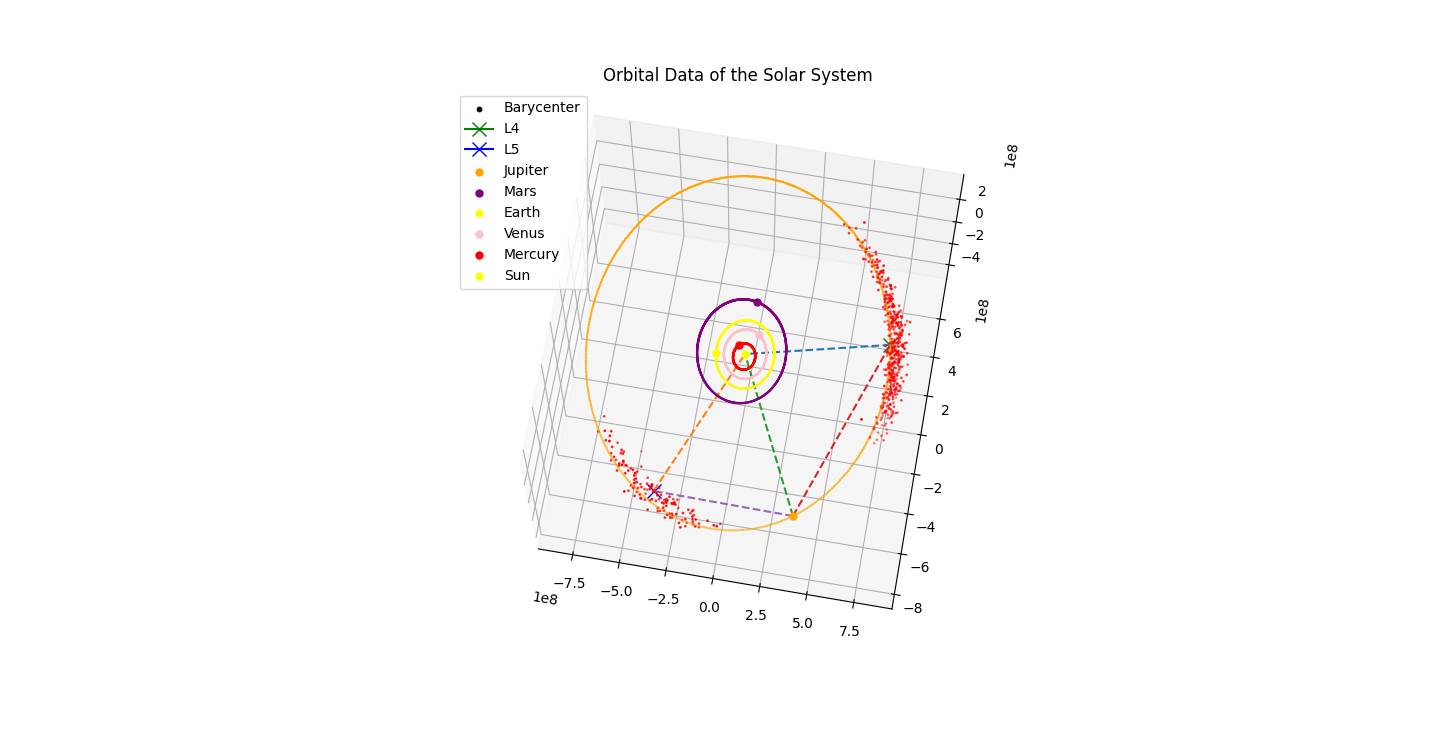 Orbital Data of the Solar System
Barycenter
L4
L5
Jupiter
Mars
Earth
Venus
Mercury
Sun
1e8
2
0
−2
−4
1e8
6
4
2
0
−2
−4
−6
−8
−7.5
−5.0
−2.5
0.0
2.5
5.0
7.5
1e8